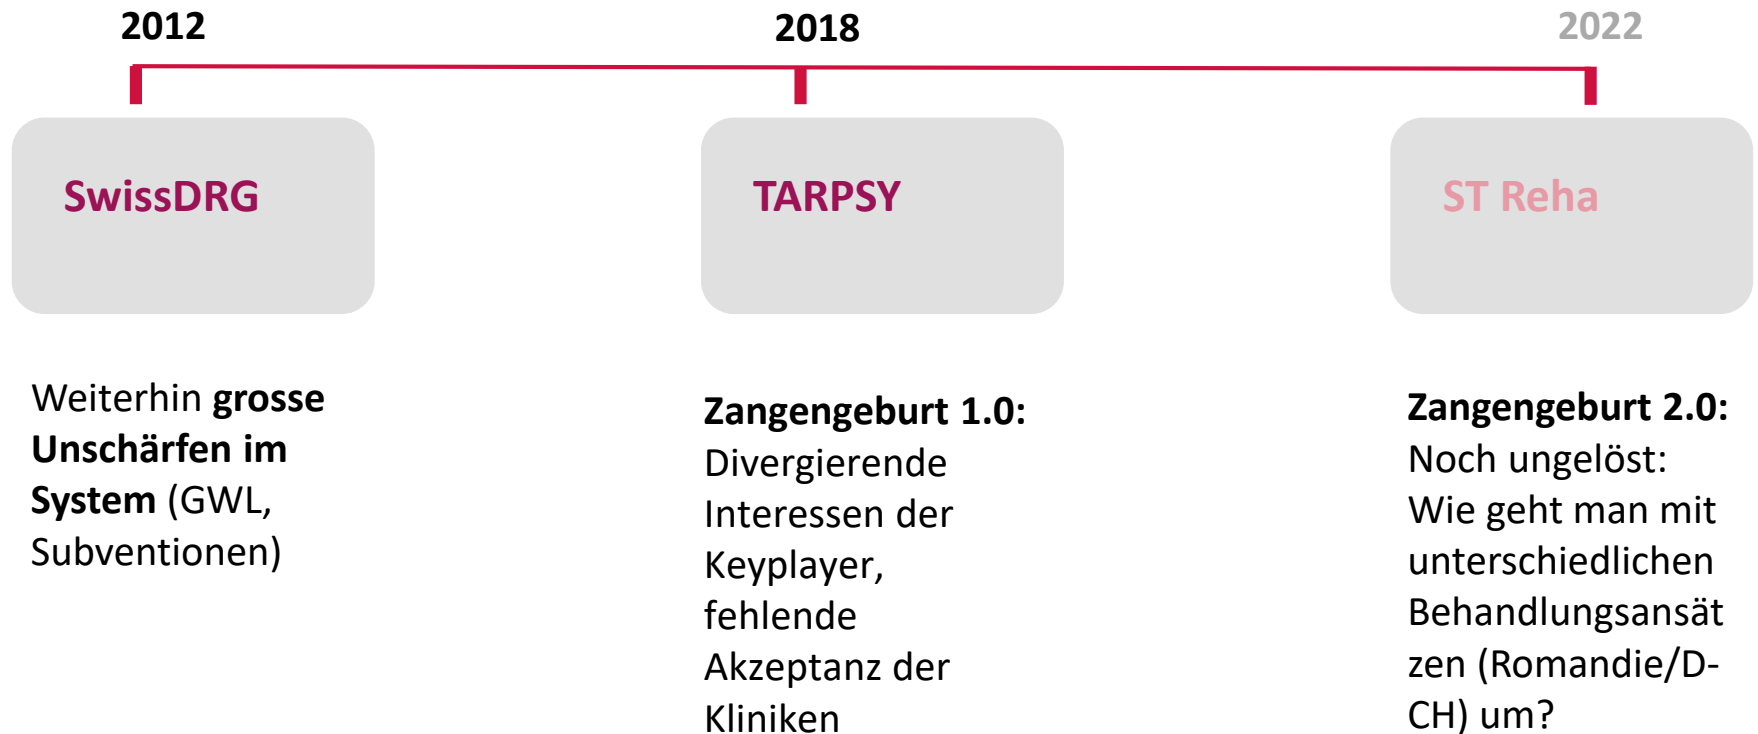 2012
2018
2022
SwissDRG
TARPSY
ST Reha
Weiterhin grosse
Unschärfen im
System (GWL,
Subventionen)
Zangengeburt 1.0:
Divergierende
Interessen der
Keyplayer,
fehlende
Akzeptanz der
Kliniken
Zangengeburt 2.0:
Noch ungelöst:
Wie geht man mit
unterschiedlichen
Behandlungsansät
zen (Romandie/D-
CH) um?